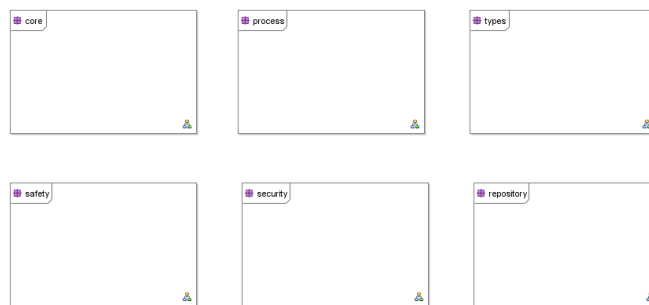 core
process
types
safety
security
repository